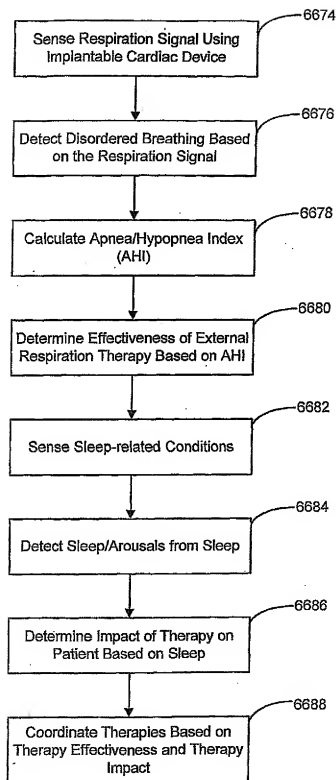 6674
Sense Respiration Signal Using
Implantable Cardiac Device
6676
Detect Disordered Breathing Based
on the Respiration Signal
6678
Calculate Apnea/Hypopnea Index
(AHI)
6680
Determine Effectiveness of External
Respiration Therapy Based on AHI
6682
Sense Sleep-related Conditions
6684
Detect Sleep/Arousals from Sleep
6686
Determine Impact of Therapy on
Patient Based on Sleep
6688
Coordinate Therapies Based on
Therapy Effectiveness and Therapy
Impact